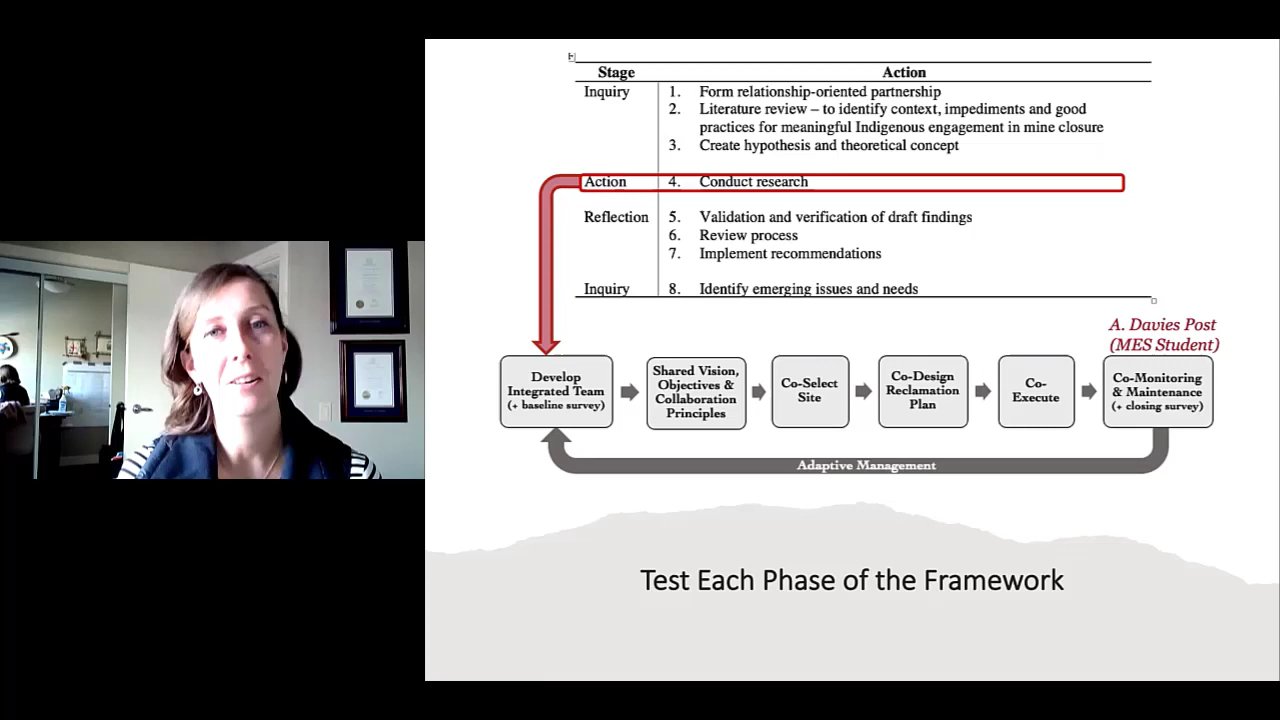 Stage Action
Inquiry 1. Form relationship-oriented partnership
2. Literature review – to identify context, impediments and good
practices for meaningful Indigenous engagement in mine closure
3. Create hypothesis and theoretical concept
Action 4. Conduct research
Reflection 5. Validation and verification of draft findings
6. Review process
7. Implement recommendations
Inquiry 8. Identify emerging issues and needs
A. Davies Post
(MES Student)
Develop
Integrated Team
(+ baseline survey)
Shared Vision,
Objectives &
Collaboration
Principles
Co-Select
Site
Co-Design
Reclamation
Plan
Co-
Execute
Co-Monitoring
& Maintenance
(+ closing survey)
Adaptive Management
Test Each Phase of the Framework